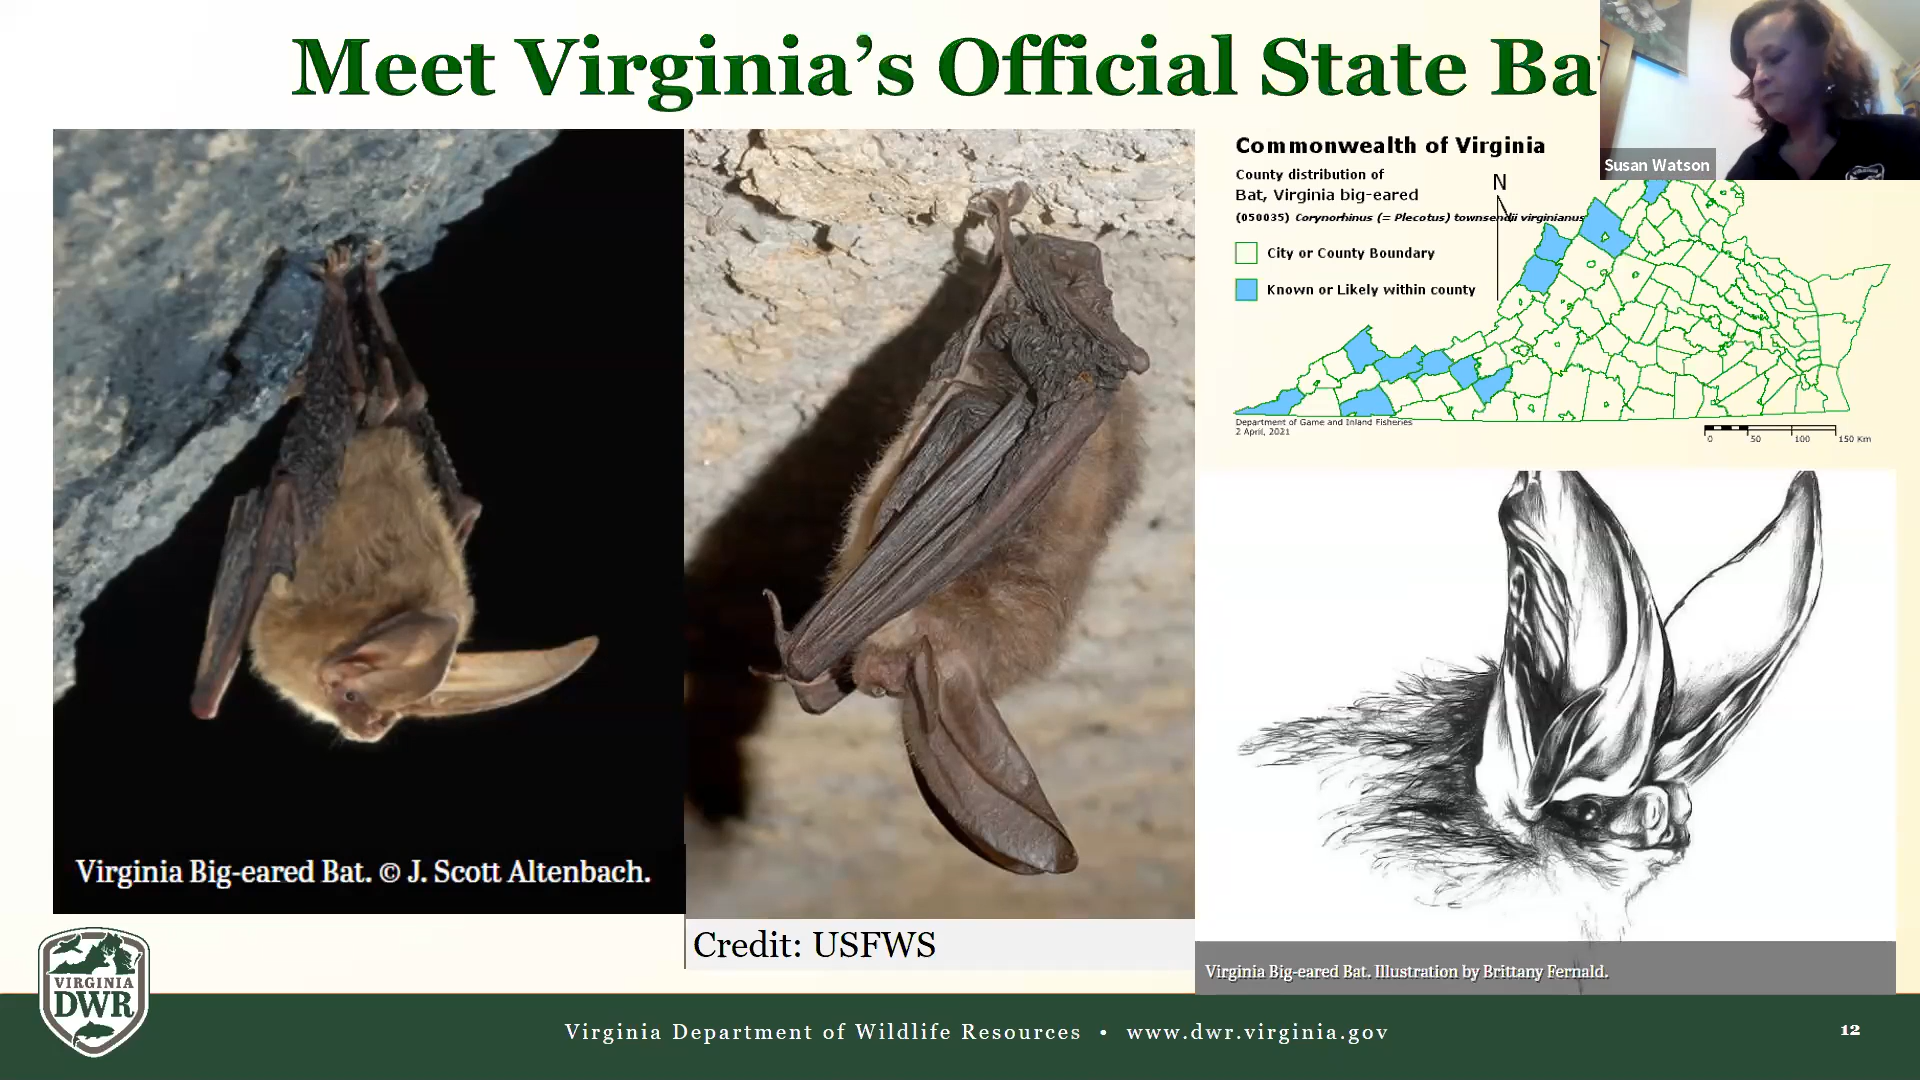 Meet Virginia's Official State Ba
Susan Watson
Commonwealth of Virginia
County distribution of
Bat, Virginia big-eared
(050035) Corynorhinus (= Plecotus) townsendii virginianus
N
City or County Boundary
Known or Likely within county
Department of Game and Inland Fisheries
2 April, 2021
0 50 100 150 Km
Virginia Big-eared Bat. © J. Scott Altenbach.
Credit: USFWS
Virginia Big-eared Bat. Illustration by Brittany Fernald.
VIRGINIA
DWR
Virginia Department of Wildlife Resources • www.dwr.virginia.gov
12